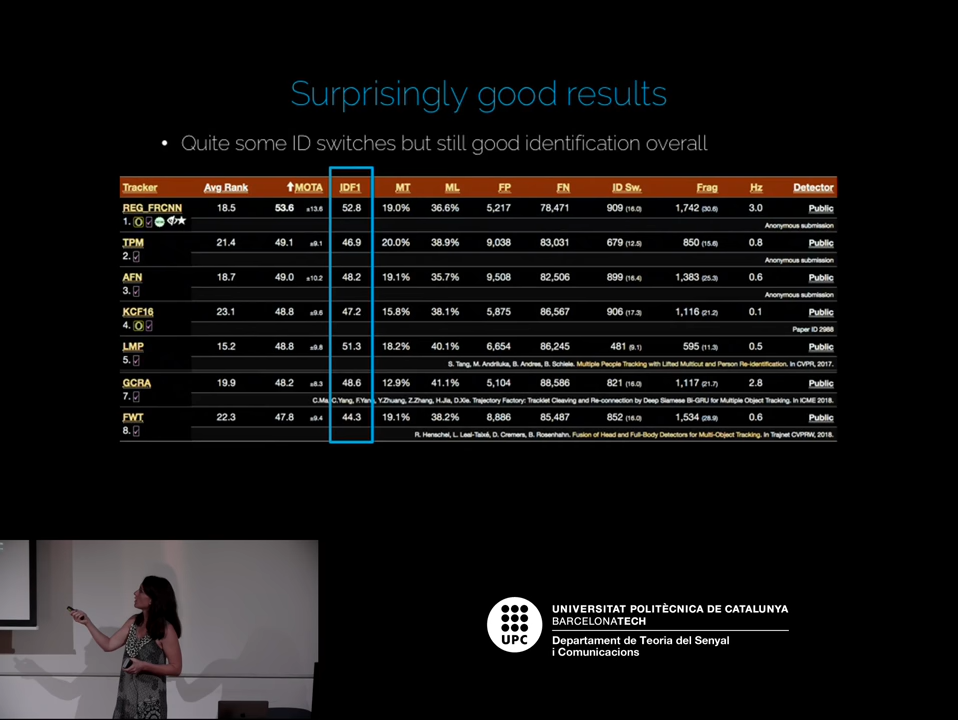 Surprisingly good results
• Quite some ID switches but still good identification overall
Tracker Avg Rank ↑MOTA IDF1 MT ML FP FN ID Sw. Frag Hz Detector
REG_FRCNN 18.5 53.6 ±13.6 52.8 19.0% 36.6% 5,217 78,471 909 (16.0) 1,742 (30.6) 3.0 Public
1. Anonymous submission
TPM 21.4 49.1 ±9.1 46.9 20.0% 38.9% 9,038 83,031 679 (12.5) 850 (15.6) 0.8 Public
2. Anonymous submission
AFN 18.7 49.0 ±10.2 48.2 19.1% 35.7% 9,508 82,506 899 (16.4) 1,383 (25.3) 0.6 Public
3. Anonymous submission
KCF16 23.1 48.8 ±9.6 47.2 15.8% 38.1% 5,875 86,567 906 (17.3) 1,116 (21.2) 0.1 Public
4. Paper ID 2988
LMP 15.2 48.8 ±9.8 51.3 18.2% 40.1% 6,654 86,245 481 (9.1) 595 (11.3) 0.5 Public
5. S. Tang, M. Andriluka, B. Andres, B. Schiele. Multiple People Tracking with Lifted Multicut and Person Re-identification. In CVPR, 2017.
GCRA 19.9 48.2 ±8.3 48.6 12.9% 41.1% 5,104 88,586 821 (16.0) 1,117 (21.7) 2.8 Public
7. C.Ma, C.Yang, F.Yang, Y.Zhuang, Z.Zhang, H.Jia, D.Xie. Trajectory Factory: Tracklet Cleaving and Re-connection by Deep Siamese Bi-GRU for Multiple Object Tracking. In ICME 2018.
FWT 22.3 47.8 ±9.4 44.3 19.1% 38.2% 8,886 85,487 852 (16.0) 1,534 (28.9) 0.6 Public
8. R. Henschel, L. Leal-Taixé, D. Cremers, B. Rosenhahn. Fusion of Head and Full-Body Detectors for Multi-Object Tracking. In Trajnet CVPRW, 2018.
UPC
UNIVERSITAT POLITÈCNICA DE CATALUNYA
BARCELONATECH
Departament de Teoria del Senyal
i Comunicacions